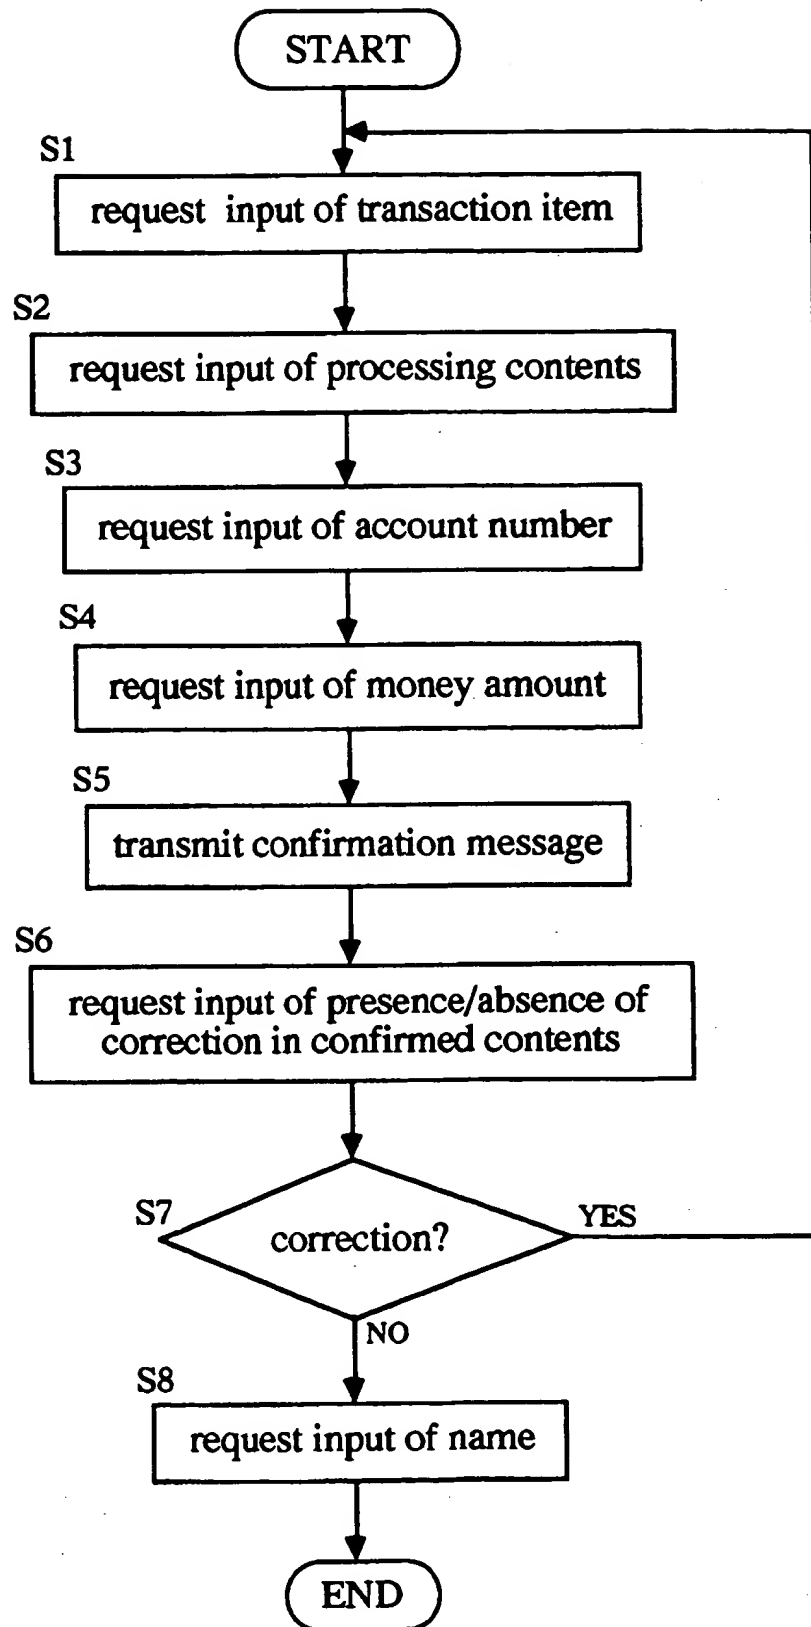 START
S1
request input of transaction item
S2
request input of processing contents
S3
request input of account number
S4
request input of money amount
S5
transmit confirmation message
S6
request input of presence/absence of
correction in confirmed contents
S7
correction?
YES
NO
S8
request input of name
END